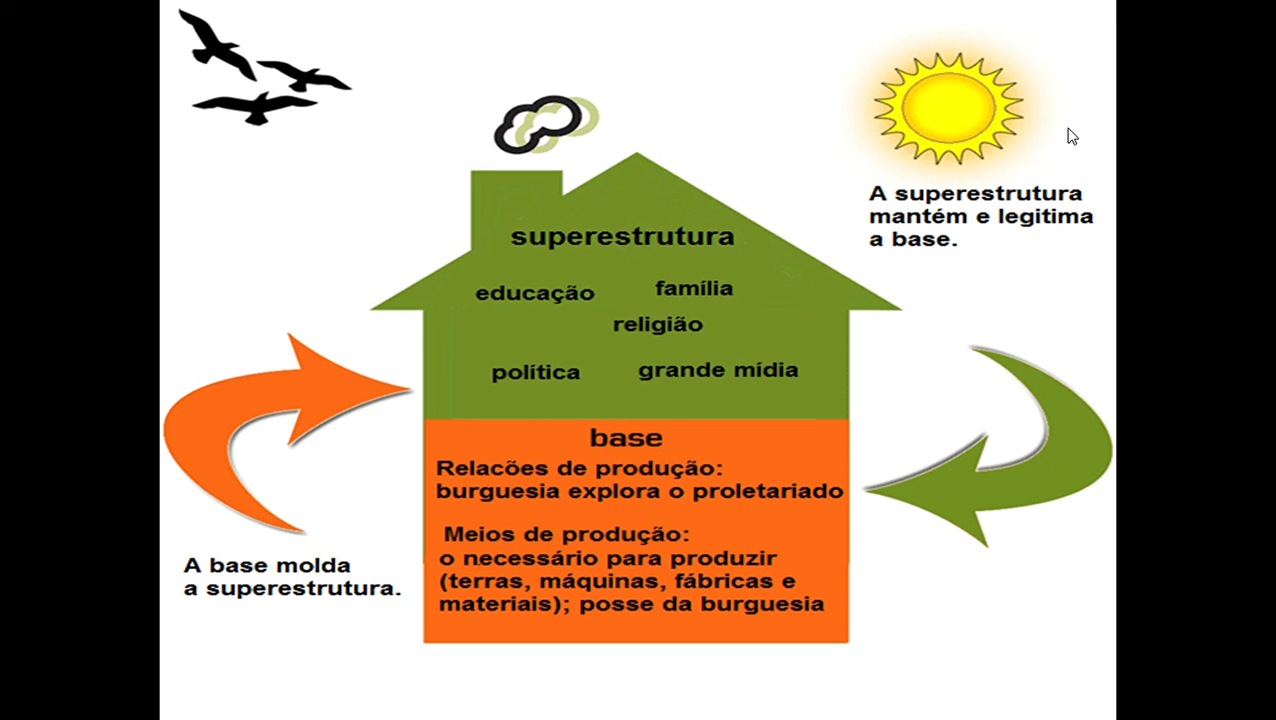 A superestrutura
mantém e legitima
a base.
superestrutura
educação
família
religião
política
grande mídia
base
Relacões de produção:
burguesia explora o proletariado
Meios de produção:
o necessário para produzir
(terras, máquinas, fábricas e
materiais); posse da burguesia
A base molda
a superestrutura.